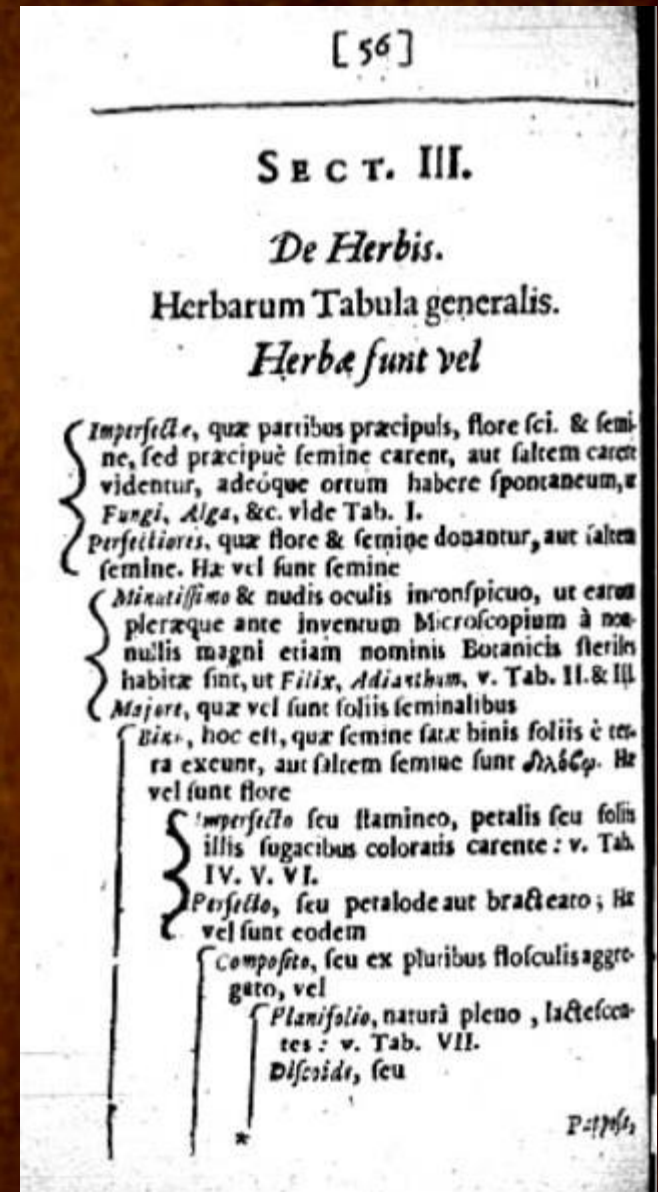 [ 56 ]
SECT. III.
De Herbis.
Herbarum Tabula generalis.
Herbæ ſunt vel
Imperfectæ, quæ partibus præcipuis, flore ſci. & ſemi-
ne, ſed præcipuè ſemine carent, aut ſaltem carere
videntur, adeóque ortum habere ſpontaneum, ut
Fungi, Alga, &c. vide Tab. I.
Perfectiores, quæ flore & ſemine donantur, aut ſaltem
ſemine. Hæ vel ſunt ſemine
Minutiſſimo & nudis oculis inconſpicuo, ut earum
pleræque ante inventum Microſcopium à non-
nullis magni etiam nominis Botanicis ſteriles
habitæ ſint, ut Filix, Adianthum, v. Tab. II. & III.
Majore, quæ vel ſunt foliis ſeminalibus
Binis, hoc eſt, quæ ſemine ſatæ binis foliis è ter-
ra exeunt, aut ſaltem ſemine ſunt διλόβῳ. Hæ
vel ſunt flore
Imperfecto ſeu ſtamineo, petalis ſeu foliis
illis fugacibus coloratis carente : v. Tab.
IV. V. VI.
Perfecto, ſeu petalode aut bracteato ; Hæ
vel ſunt eodem
Compoſito, ſeu ex pluribus floſculis aggre-
gato, vel
Planifolio, naturâ pleno , lacteſcen-
tes : v. Tab. VII.
Diſcoide, ſeu
*
Pappoſe,